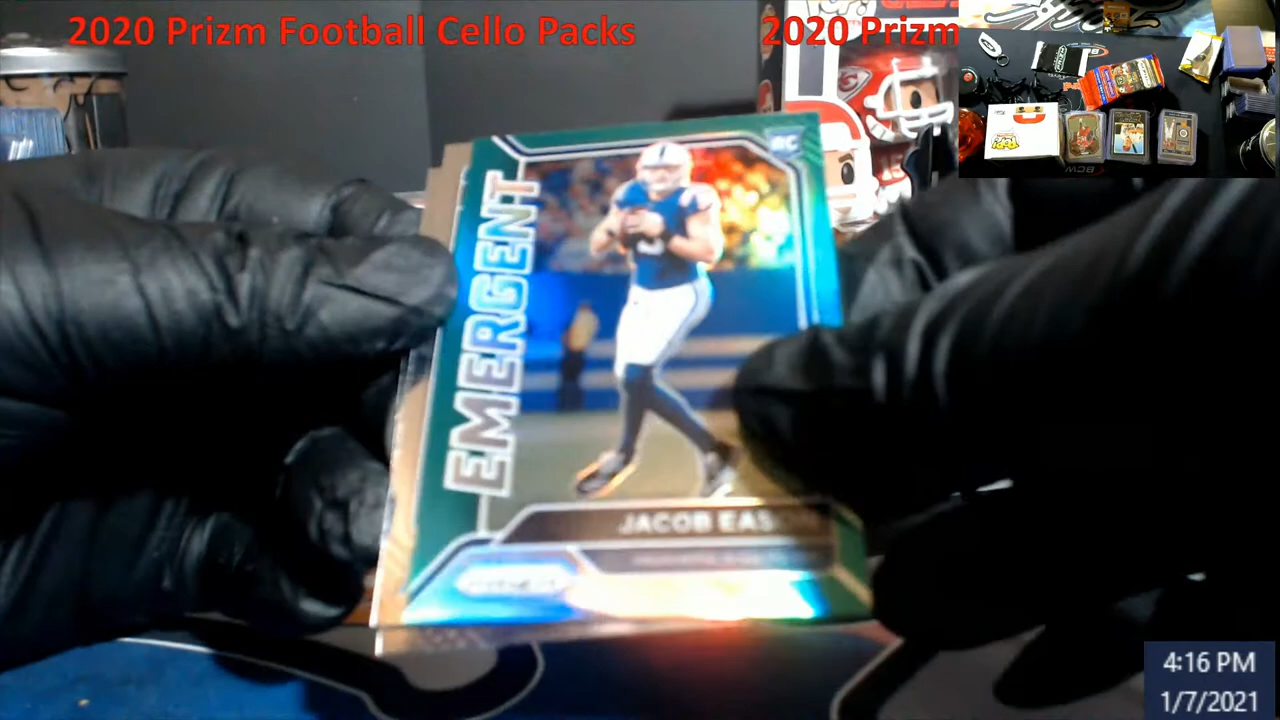 2020 Prizm Football Cello Packs
2020 Prizm
RC
EMERGENT
JACOB EAS
4:16 PM
1/7/2021